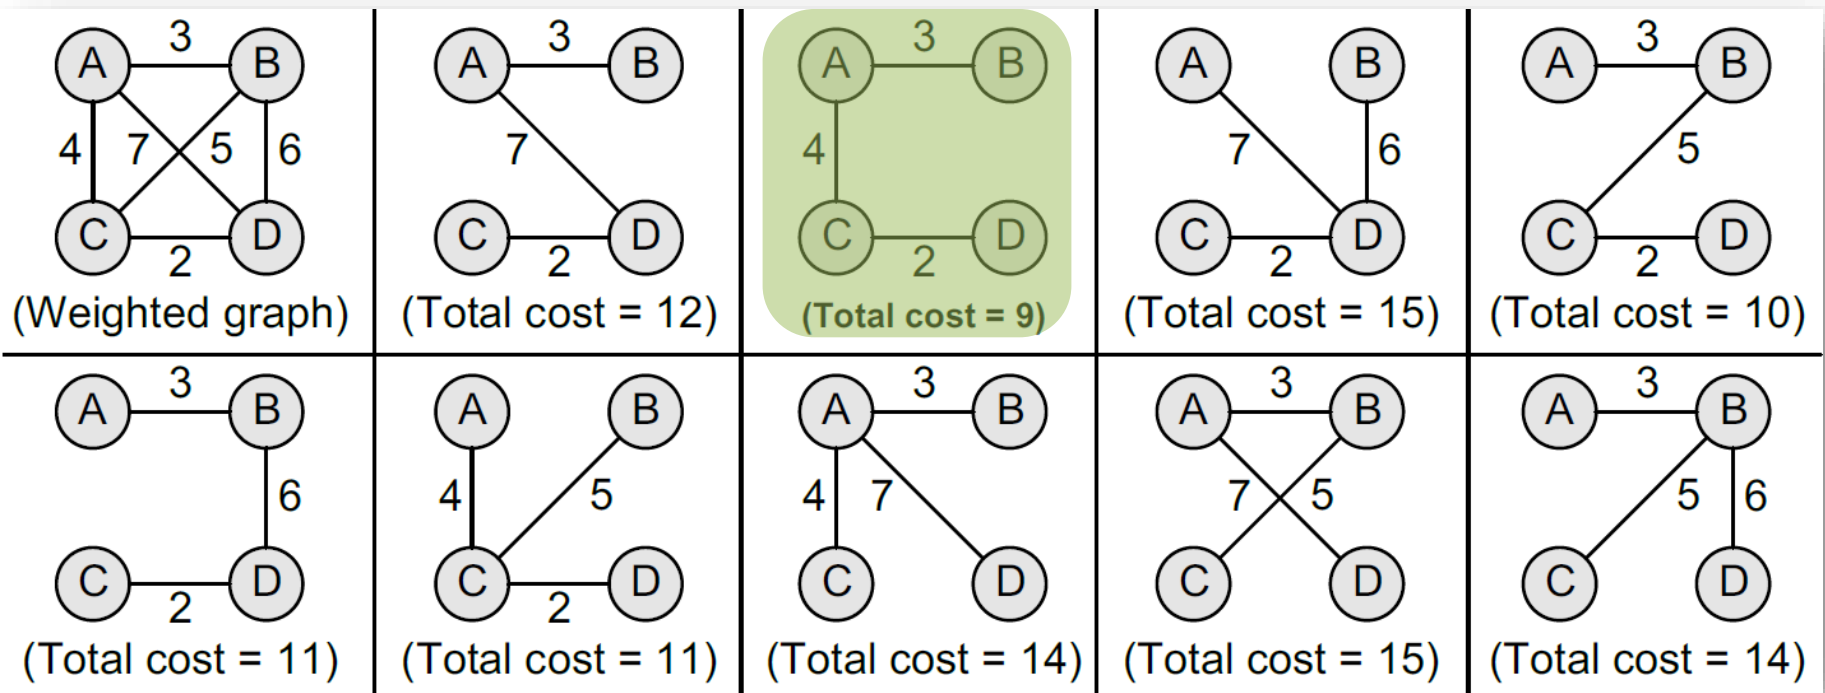 A 3 B
4 7 5 6
C 2 D
(Weighted graph)
A 3 B
7
C 2 D
(Total cost = 12)
A 3 B
4
C 2 D
(Total cost = 9)
A B
7 6
C 2 D
(Total cost = 15)
A 3 B
5
C 2 D
(Total cost = 10)
A 3 B
6
C 2 D
(Total cost = 11)
A B
4 5
C 2 D
(Total cost = 11)
A 3 B
4 7
C D
(Total cost = 14)
A 3 B
7 5
C D
(Total cost = 15)
A 3 B
5 6
C D
(Total cost = 14)